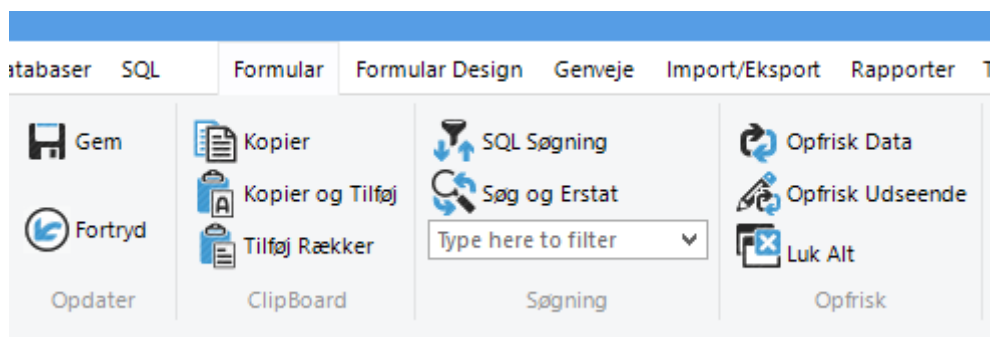 atabaser SQL Formular Formular Design Genveje Import/Eksport Rapporter
Gem Kopier SQL Søgning Opfrisk Data
Kopier og Tilføj Søg og Erstat Opfrisk Udseende
Fortryd Tilføj Rækker Type here to filter Luk Alt
Opdater ClipBoard Søgning Opfrisk